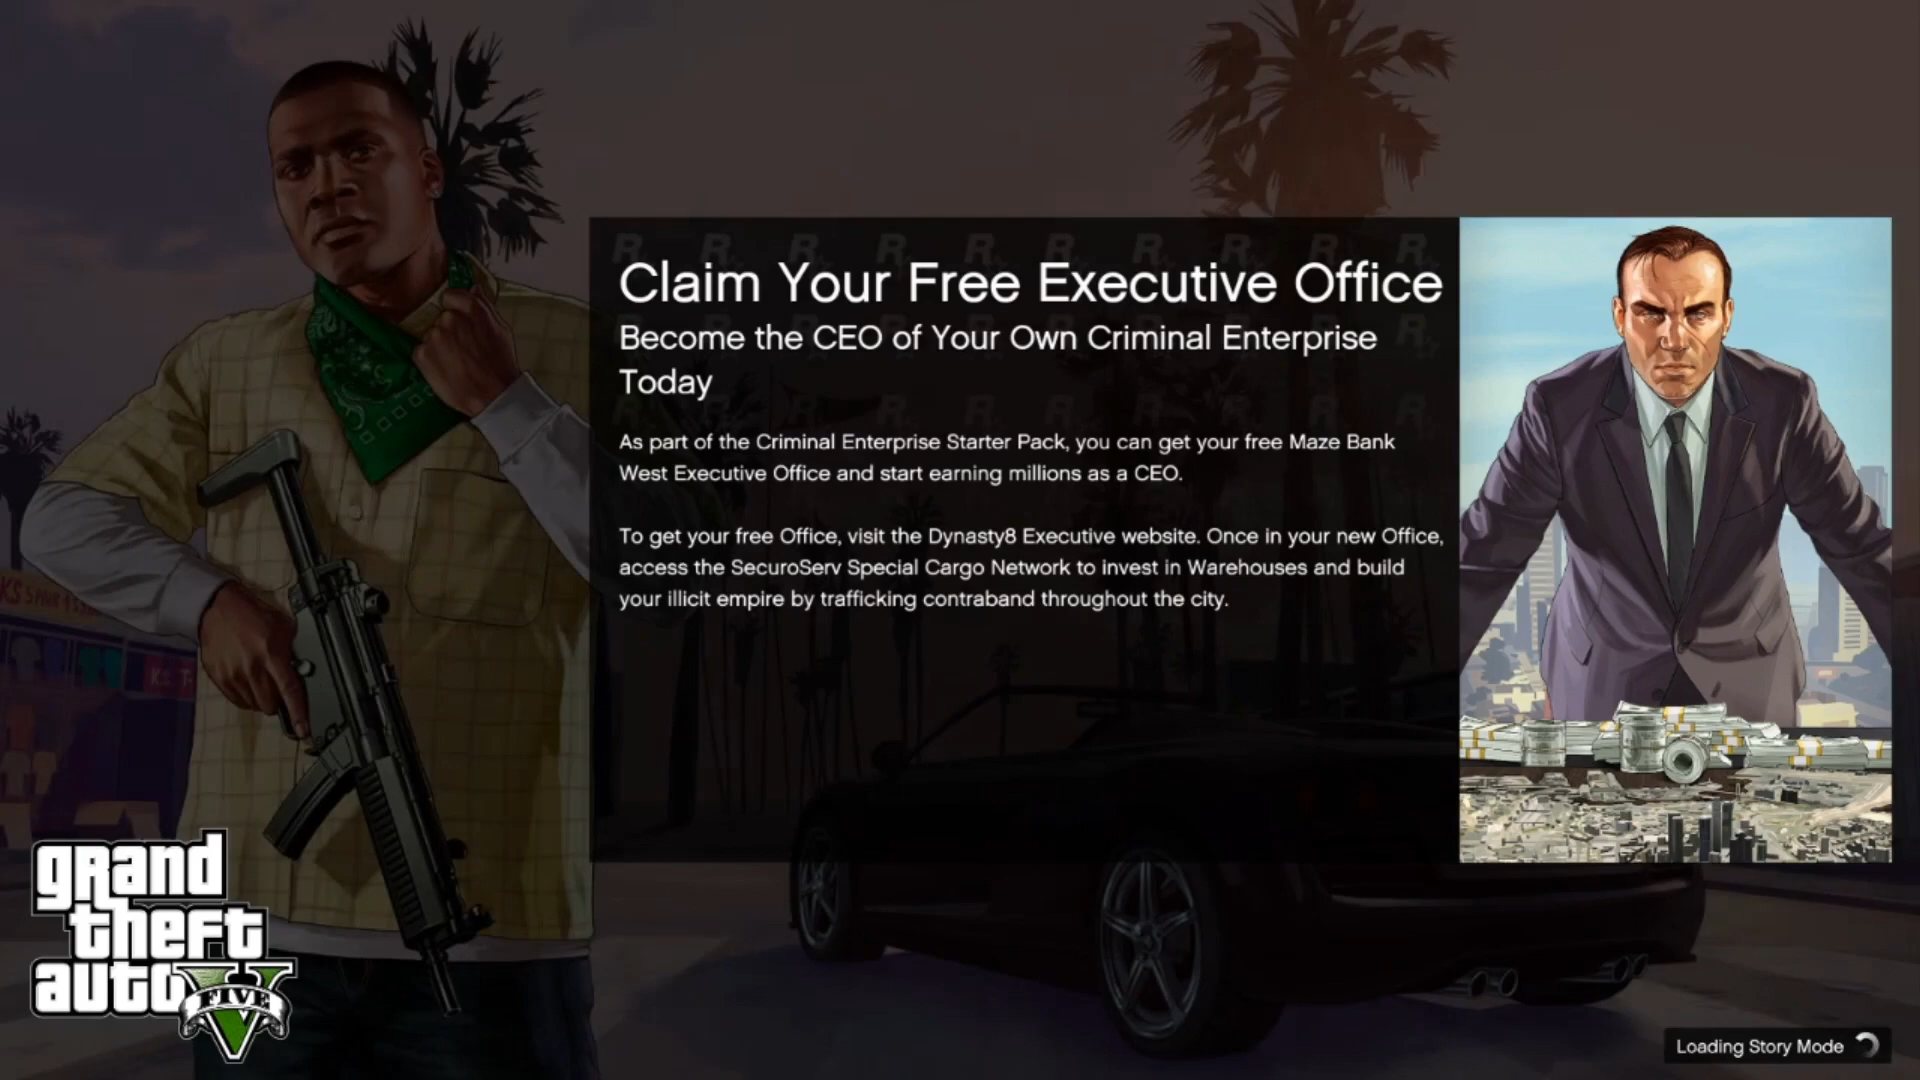 Claim Your Free Executive Office
Become the CEO of Your Own Criminal Enterprise
Today
As part of the Criminal Enterprise Starter Pack, you can get your free Maze Bank
West Executive Office and start earning millions as a CEO.
To get your free Office, visit the Dynasty8 Executive website. Once in your new Office,
access the SecuroServ Special Cargo Network to invest in Warehouses and build
your illicit empire by trafficking contraband throughout the city.
grand
theft
auto V
FIVE
Loading Story Mode